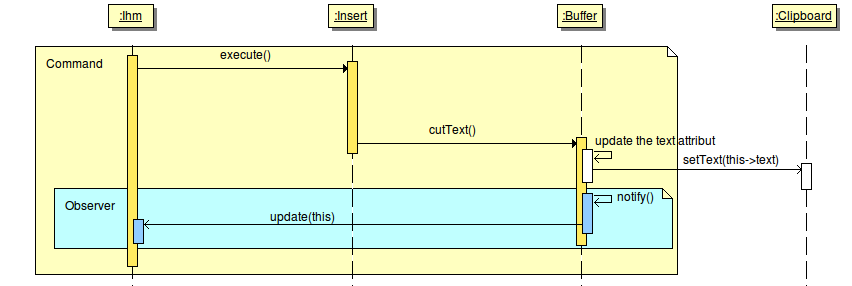 :Ihm
:Insert
:Buffer
:Clipboard
Command
execute()
cutText()
update the text attribut
setText(this->text)
Observer
notify()
update(this)